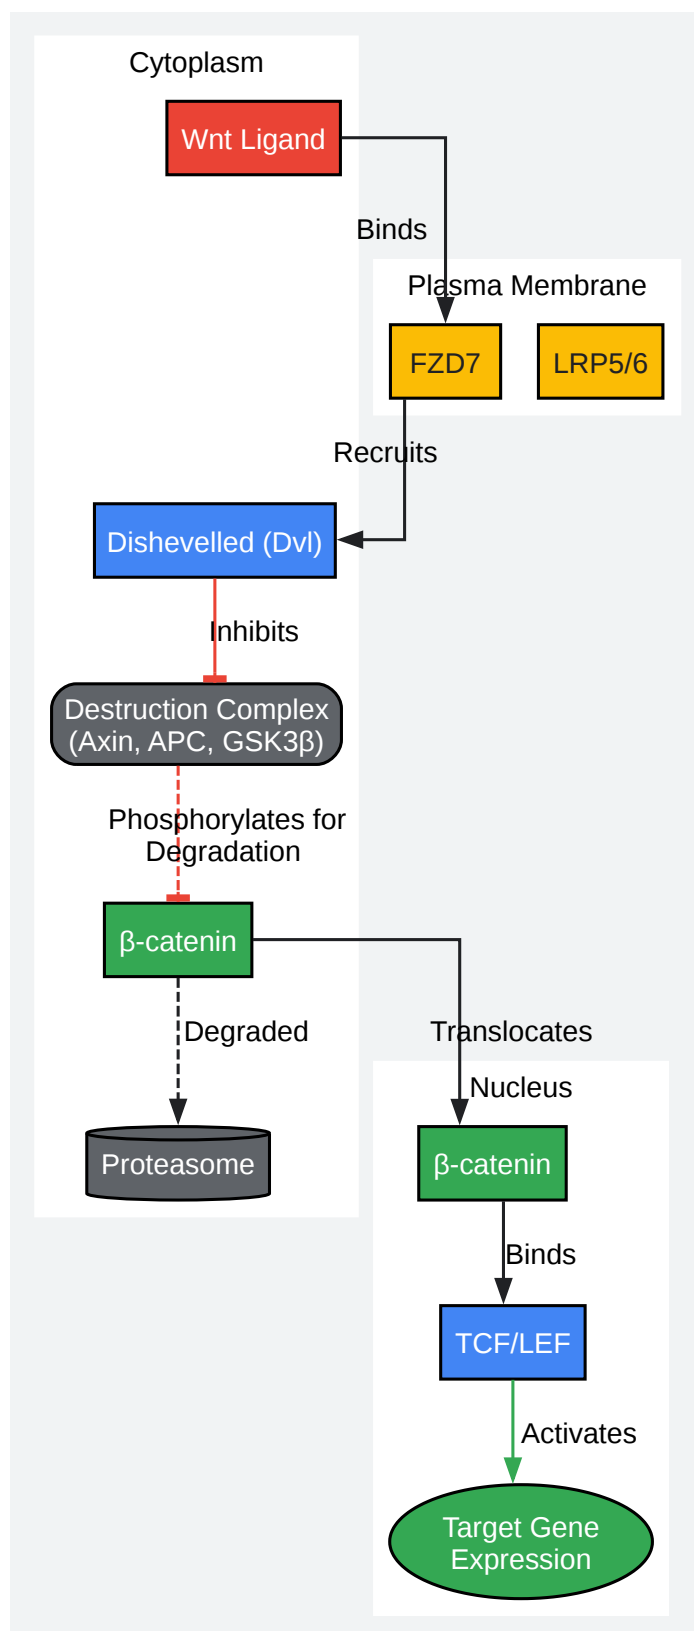 Cytoplasm
Wnt Ligand
Binds
Plasma Membrane
FZD7
LRP5/6
Recruits
Dishevelled (Dvl)
Inhibits
Destruction Complex
(Axin, APC, GSK3β)
Phosphorylates for
Degradation
β-catenin
Degraded
Translocates
Nucleus
Proteasome
β-catenin
Binds
TCF/LEF
Activates
Target Gene
Expression